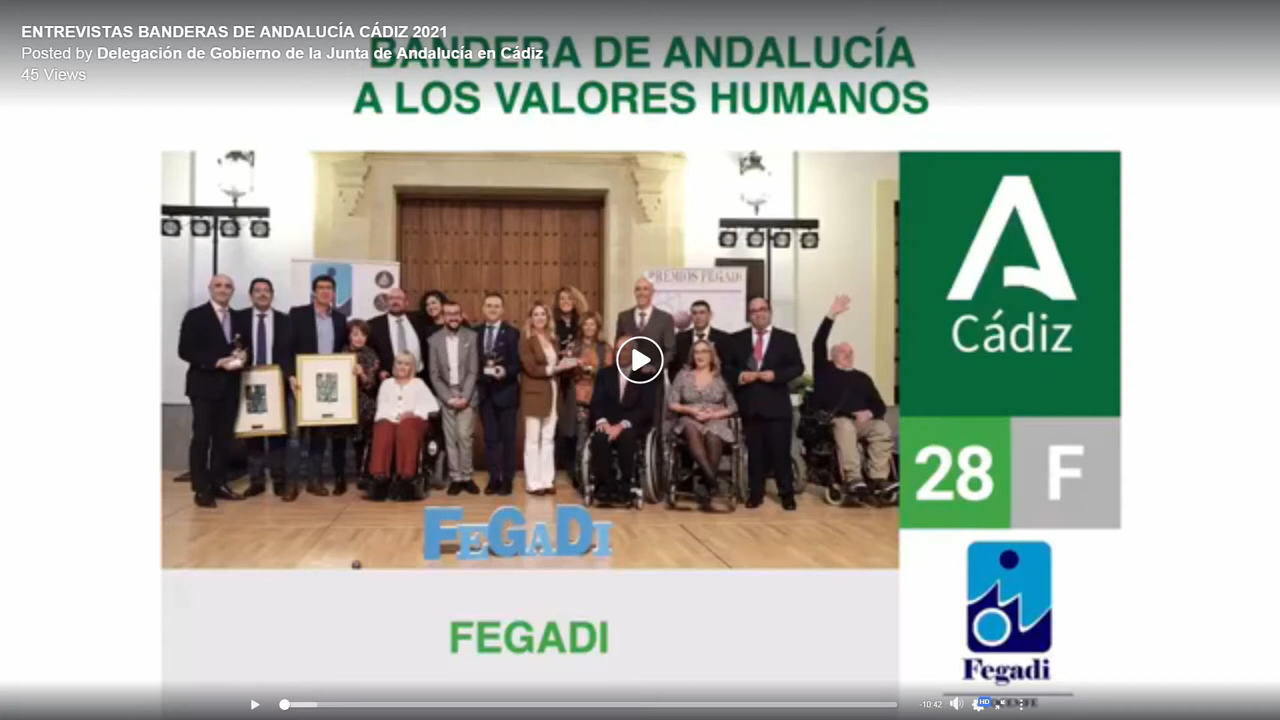 ENTREVISTAS BANDERAS DE ANDALUCÍA CÁDIZ 2021
Posted by Delegación de Gobierno de la Junta de Andalucía en Cádiz
45 Views
BANDERA DE ANDALUCÍA
A LOS VALORES HUMANOS
PREMIOS FEGADI
Cádiz
28 F
FEGADI
FEGADI
Fegadi
-10:42
HD